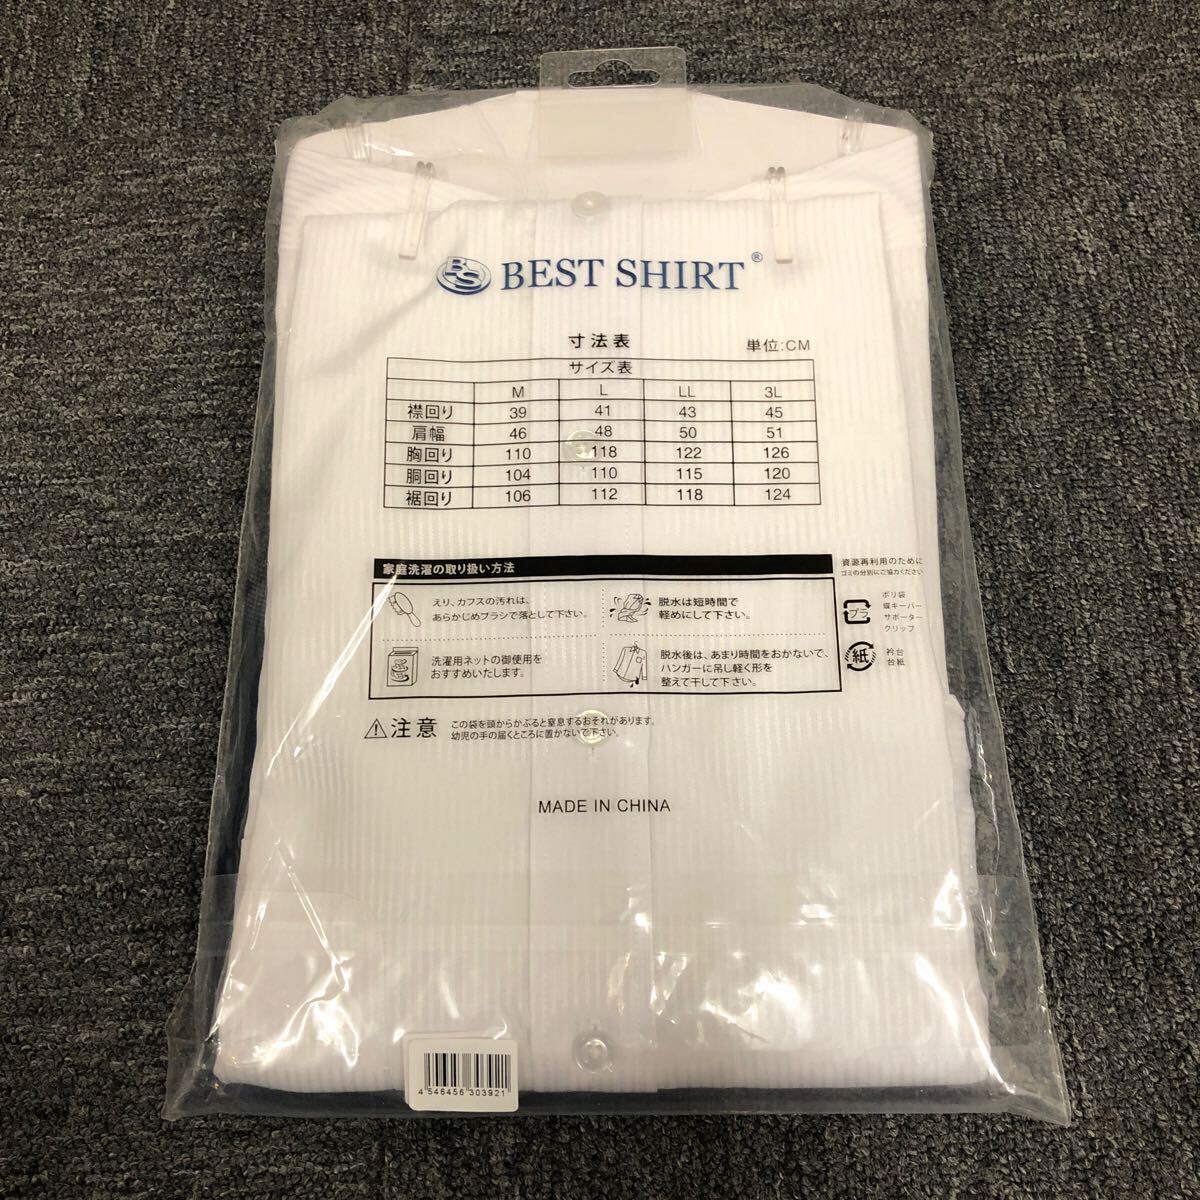 BS BEST SHIRT®
寸法表 単位:CM
サイズ表
M L LL 3L
襟回り 39 41 43 45
肩幅 46 48 50 51
胸回り 110 118 122 126
胴回り 104 110 115 120
裾回り 106 112 118 124
家庭洗濯の取り扱い方法
えり、カフスの汚れは、
あらかじめブラシで落として下さい。
脱水は短時間で
軽めにして下さい。
洗濯用ネットの御使用を
おすすめいたします。
脱水後は、あまり時間をおかないで、
ハンガーに吊し軽く形を
整えて干して下さい。
資源再利用のために
ゴミの分別にご協力ください
プラ
ポリ袋
蝶キーパー
サポーター
クリップ
紙
衿台
台紙
注意
この袋を頭からかぶると窒息するおそれがあります。
幼児の手の届くところに置かないで下さい。
MADE IN CHINA
4 546456 303921